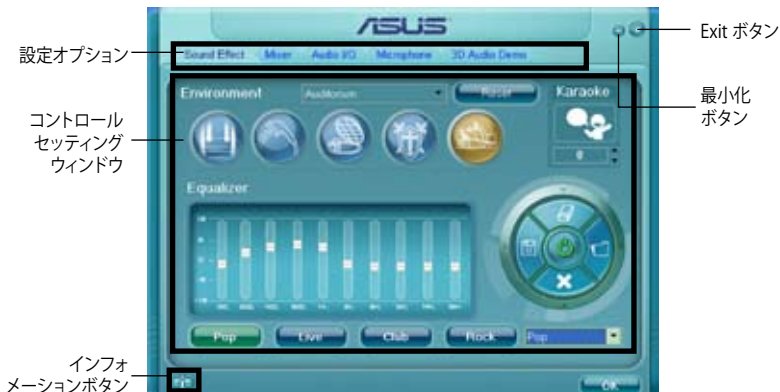 ASUS
Exit ボタン
設定オプション
Sound Effect Mixer Audio I/O Microphone 3D Audio Demo
最小化
ボタン
Environment Auditorium Reset Karaoke
コントロール
セッティング
ウィンドウ
0
Equalizer
Pop Live Club Rock Pop
インフォ
メーションボタン
OK